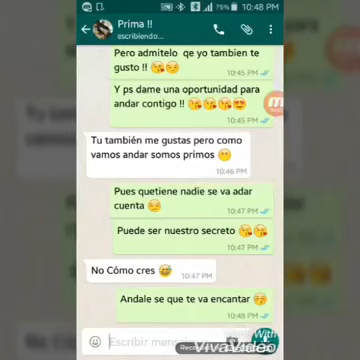 75% 10:48 PM
Prima !!
escribiendo...
Pero admitelo qe yo tambien te
gusto !!
10:45 PM
Y ps dame una oportunidad para
andar contigo !!
10:45 PM
Tu también me gustas pero como
vamos andar somos primos
10:46 PM
Pues quetiene nadie se va adar
cuenta
10:47 PM
Puede ser nuestro secreto
10:47 PM
No Cómo cres
10:47 PM
Andale se que te va encantar
10:48 PM
Escribir
VivaVideo